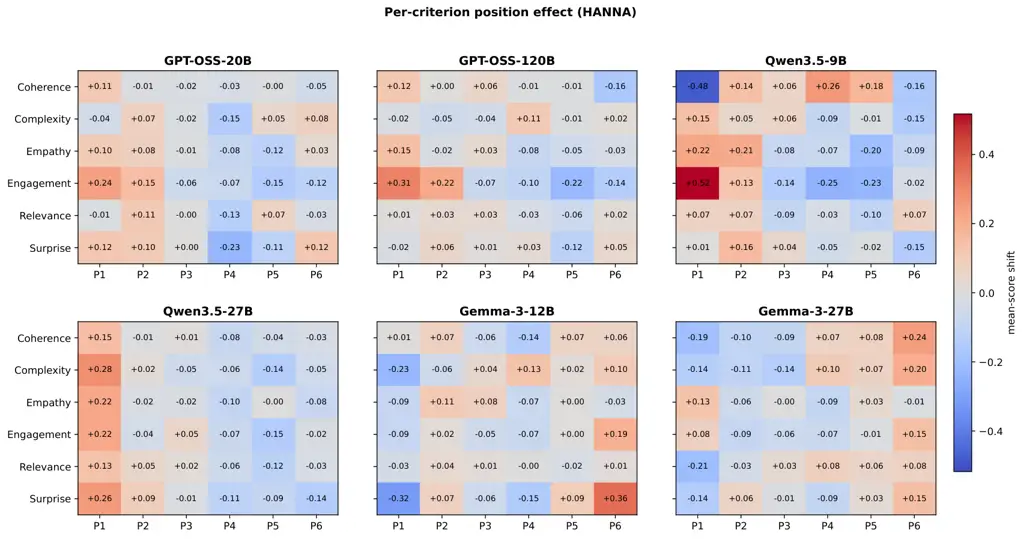 Per-criterion position effect (HANNA)
GPT-OSS-20B
Coherence +0.11 -0.01 -0.02 -0.03 -0.00 -0.05
Complexity -0.04 +0.07 -0.02 -0.15 +0.05 +0.08
Empathy +0.10 +0.08 -0.01 -0.08 -0.12 +0.03
Engagement +0.24 +0.15 -0.06 -0.07 -0.15 -0.12
Relevance -0.01 +0.11 -0.00 -0.13 +0.07 -0.03
Surprise +0.12 +0.10 +0.00 -0.23 -0.11 +0.12
P1 P2 P3 P4 P5 P6
GPT-OSS-120B
+0.12 +0.00 +0.06 -0.01 -0.01 -0.16
-0.02 -0.05 -0.04 +0.11 -0.01 +0.02
+0.15 -0.02 +0.03 -0.08 -0.05 -0.03
+0.31 +0.22 -0.07 -0.10 -0.22 -0.14
+0.01 +0.03 +0.03 -0.03 -0.06 +0.02
-0.02 +0.06 +0.01 +0.03 -0.12 +0.05
P1 P2 P3 P4 P5 P6
Qwen3.5-9B
-0.48 +0.14 +0.06 +0.26 +0.18 -0.16
+0.15 +0.05 +0.06 -0.09 -0.01 -0.15
+0.22 +0.21 -0.08 -0.07 -0.20 -0.09
+0.52 +0.13 -0.14 -0.25 -0.23 -0.02
+0.07 +0.07 -0.09 -0.03 -0.10 +0.07
+0.01 +0.16 +0.04 -0.05 -0.02 -0.15
P1 P2 P3 P4 P5 P6
Qwen3.5-27B
Coherence +0.15 -0.01 +0.01 -0.08 -0.04 -0.03
Complexity +0.28 +0.02 -0.05 -0.06 -0.14 -0.05
Empathy +0.22 -0.02 -0.02 -0.10 -0.00 -0.08
Engagement +0.22 -0.04 +0.05 -0.07 -0.15 -0.02
Relevance +0.13 +0.05 +0.02 -0.06 -0.12 -0.03
Surprise +0.26 +0.09 -0.01 -0.11 -0.09 -0.14
P1 P2 P3 P4 P5 P6
Gemma-3-12B
+0.01 +0.07 -0.06 -0.14 +0.07 +0.06
-0.23 -0.06 +0.04 +0.13 +0.02 +0.10
-0.09 +0.11 +0.08 -0.07 +0.00 -0.03
-0.09 +0.02 -0.05 -0.07 +0.00 +0.19
-0.03 +0.04 +0.01 -0.00 -0.02 +0.01
-0.32 +0.07 -0.06 -0.15 +0.09 +0.36
P1 P2 P3 P4 P5 P6
Gemma-3-27B
-0.19 -0.10 -0.09 +0.07 +0.08 +0.24
-0.14 -0.11 -0.14 +0.10 +0.07 +0.20
+0.13 -0.06 -0.00 -0.09 +0.03 -0.01
+0.08 -0.09 -0.06 -0.07 -0.01 +0.15
-0.21 -0.03 +0.03 +0.08 +0.06 +0.08
-0.14 +0.06 -0.01 -0.09 +0.03 +0.15
P1 P2 P3 P4 P5 P6
0.4
0.2
0.0
−0.2
−0.4
mean-score shift